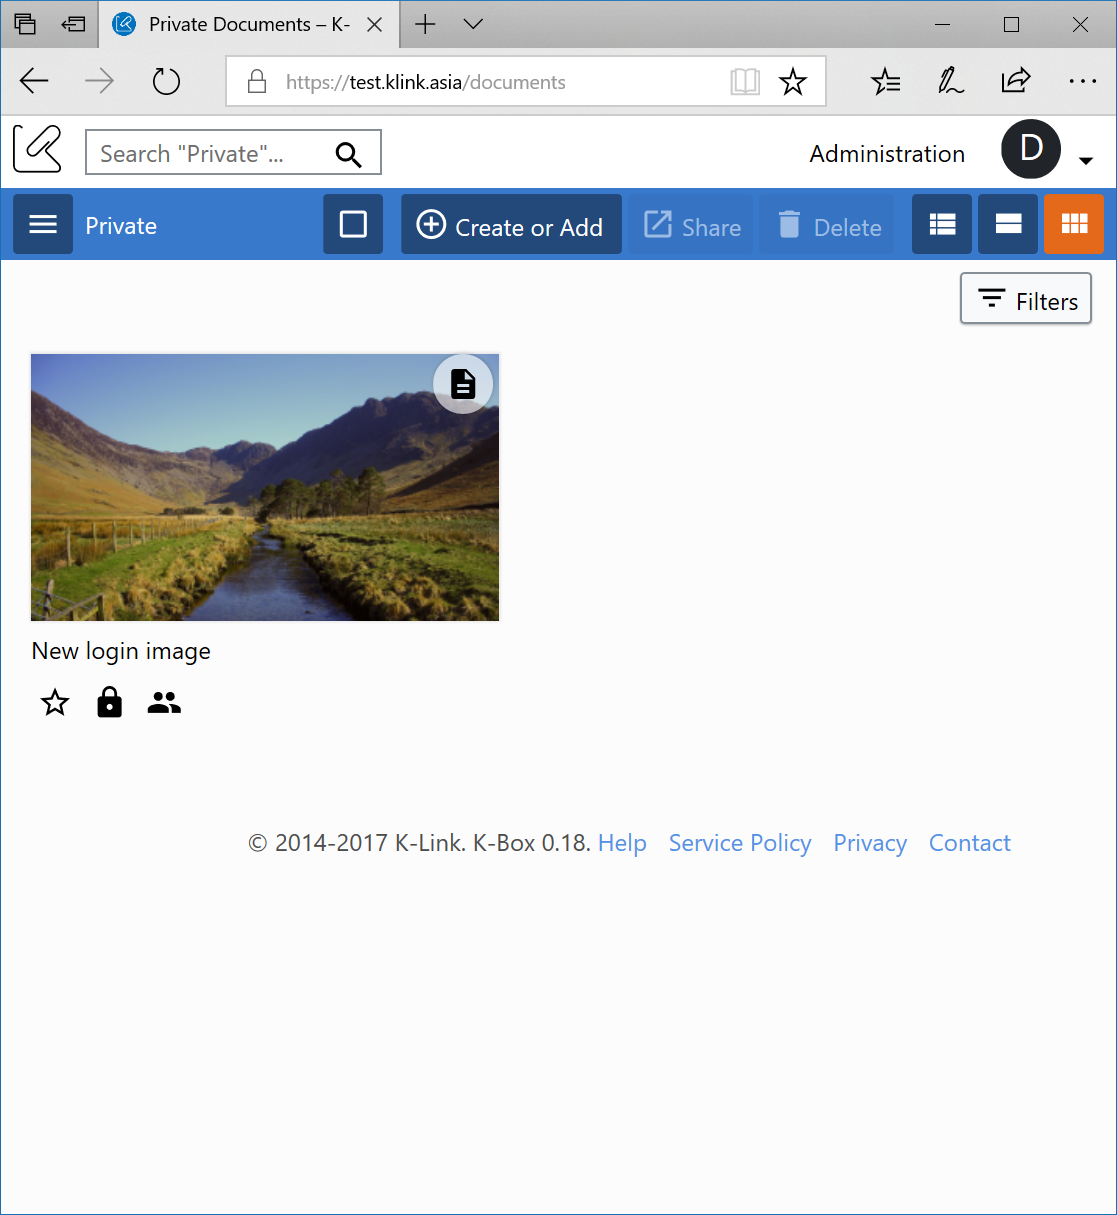 Private Documents – K-
https://test.klink.asia/documents
Search "Private"...
Administration
D
Private
Create or Add
Share
Delete
Filters
New login image
© 2014-2017 K-Link. K-Box 0.18. Help Service Policy Privacy Contact